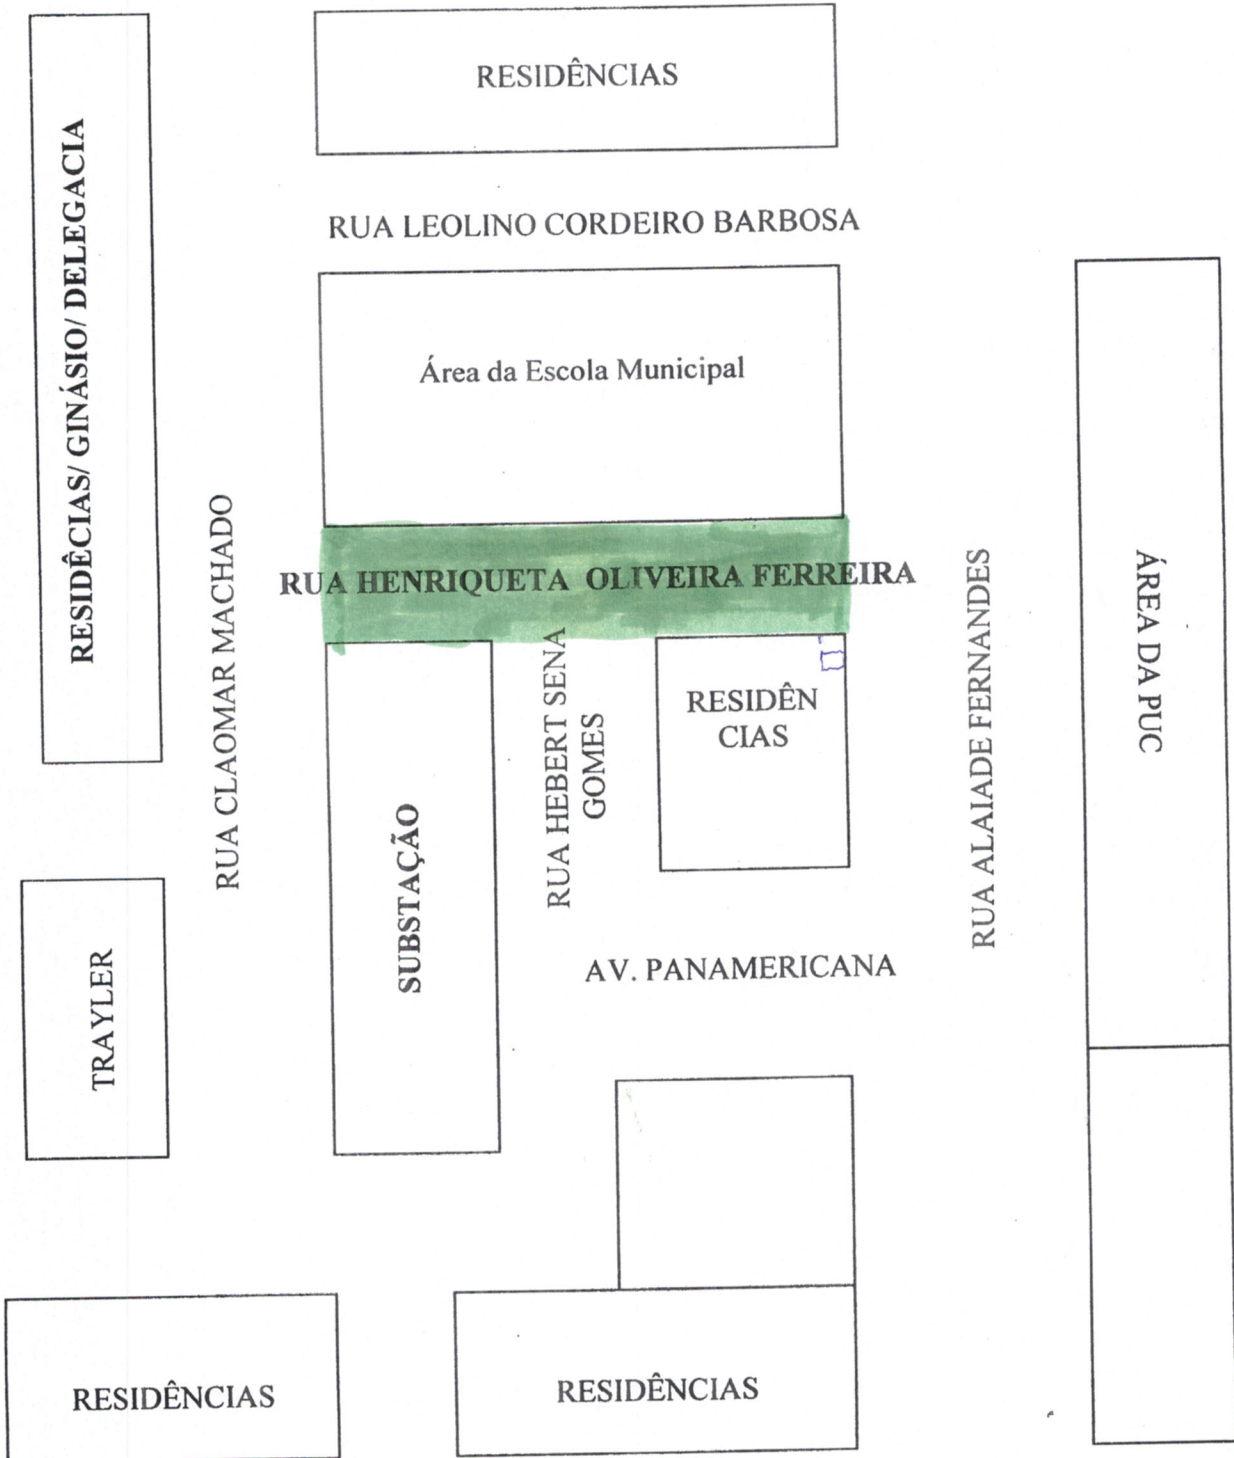 RESIDÊNCIAS
RESIDÊCIAS/ GINÁSIO/ DELEGACIA
RUA LEOLINO CORDEIRO BARBOSA
Área da Escola Municipal
RUA CLAOMAR MACHADO
RUA HENRIQUETA OLIVEIRA FERREIRA
RUA ALAIADE FERNANDES
ÁREA DA PUC
RUA HEBERT SENA
GOMES
RESIDÊN
CIAS
SUBSTAÇÃO
TRAYLER
AV. PANAMERICANA
RESIDÊNCIAS
RESIDÊNCIAS